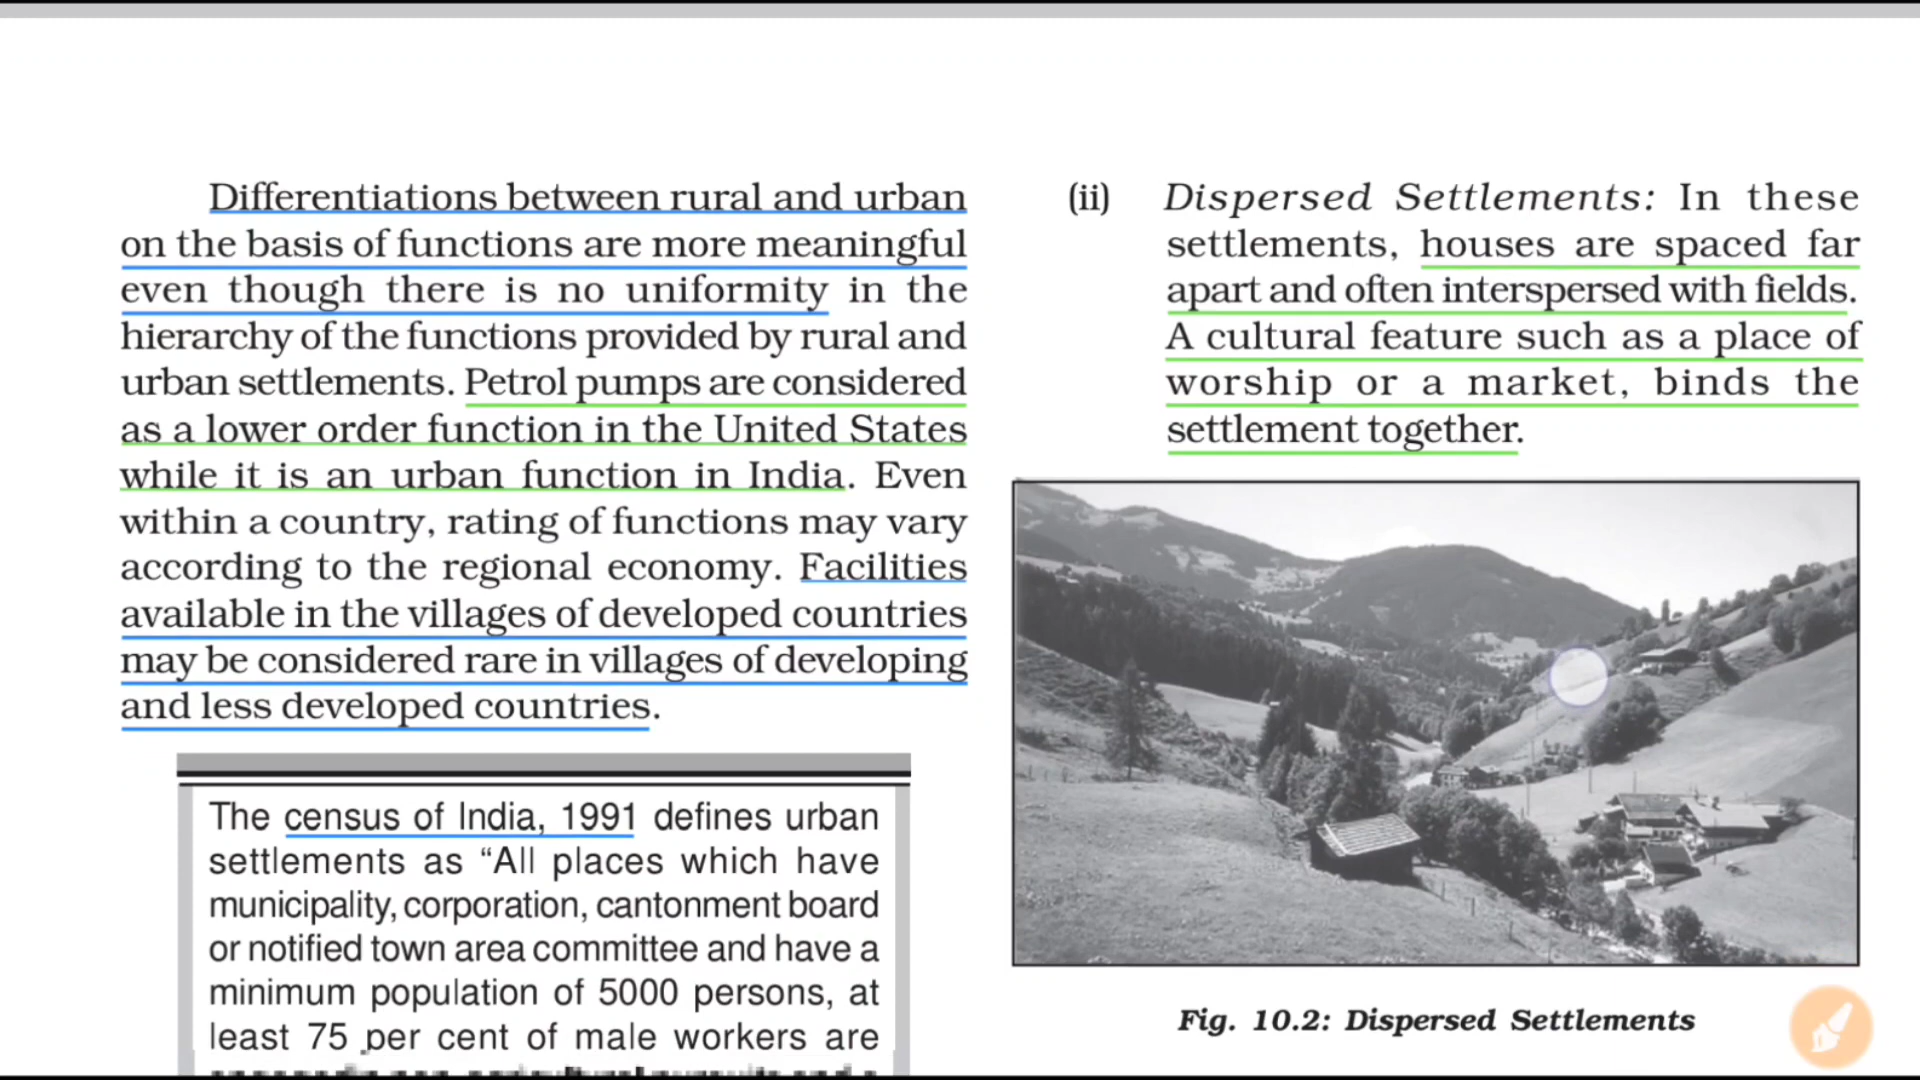 Differentiations between rural and urban
on the basis of functions are more meaningful
even though there is no uniformity in the
hierarchy of the functions provided by rural and
urban settlements. Petrol pumps are considered
as a lower order function in the United States
while it is an urban function in India. Even
within a country, rating of functions may vary
according to the regional economy. Facilities
available in the villages of developed countries
may be considered rare in villages of developing
and less developed countries.
The census of India, 1991 defines urban
settlements as “All places which have
municipality, corporation, cantonment board
or notified town area committee and have a
minimum population of 5000 persons, at
least 75 per cent of male workers are
(ii) Dispersed Settlements: In these
settlements, houses are spaced far
apart and often interspersed with fields.
A cultural feature such as a place of
worship or a market, binds the
settlement together.
Fig. 10.2: Dispersed Settlements